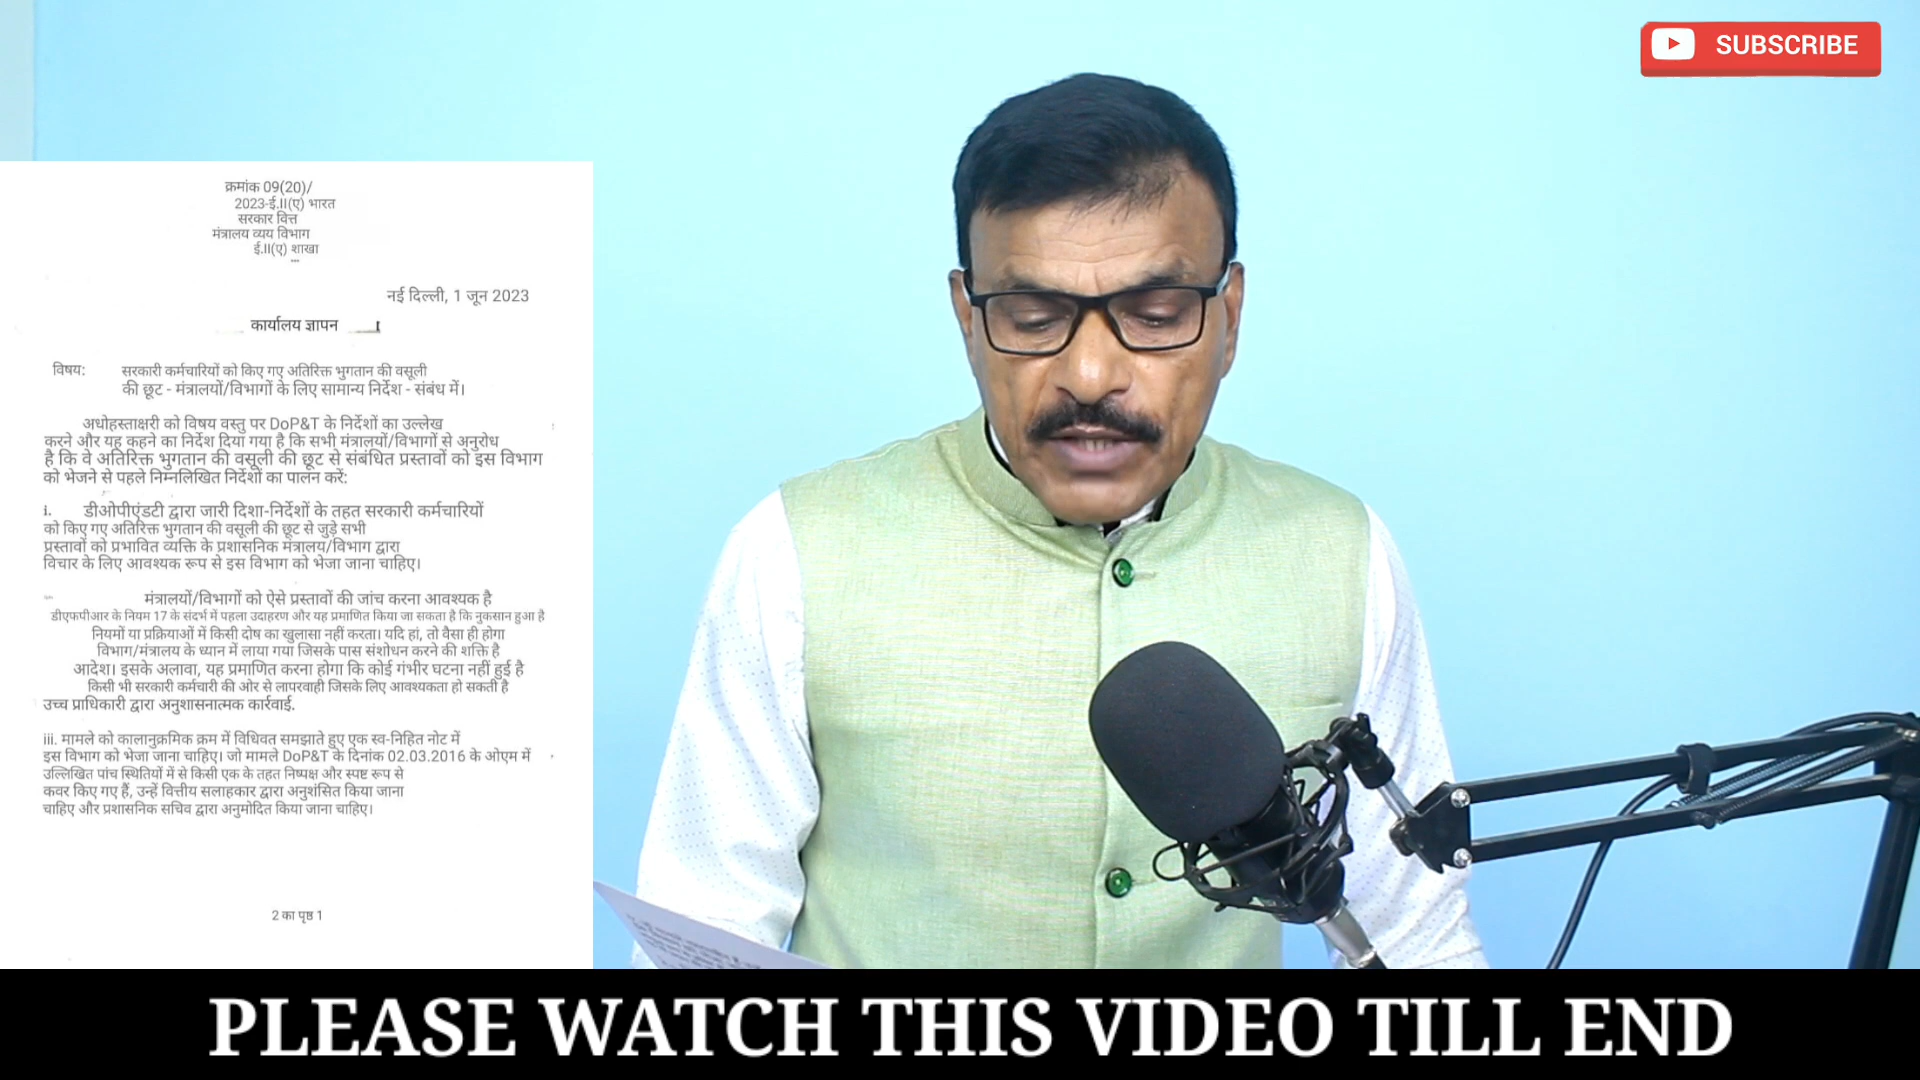 SUBSCRIBE
क्रमांक 09(20)/
2023-ई.II(ए) भारत
सरकार वित्त
मंत्रालय व्यय विभाग
ई.II(ए) शाखा
नई दिल्ली, 1 जून 2023
कार्यालय ज्ञापन
विषय: सरकारी कर्मचारियों को किए गए अतिरिक्त भुगतान की वसूली
की छूट - मंत्रालयों/विभागों के लिए सामान्य निर्देश - संबंध में।
अधोहस्ताक्षरी को विषय वस्तु पर DoP&T के निर्देशों का उल्लेख
करने और यह कहने का निर्देश दिया गया है कि सभी मंत्रालयों/विभागों से अनुरोध
है कि वे अतिरिक्त भुगतान की वसूली की छूट से संबंधित प्रस्तावों को इस विभाग
को भेजने से पहले निम्नलिखित निर्देशों का पालन करें:
i. डीओपीएंडटी द्वारा जारी दिशा-निर्देशों के तहत सरकारी कर्मचारियों
को किए गए अतिरिक्त भुगतान की वसूली की छूट से जुड़े सभी
प्रस्तावों को प्रभावित व्यक्ति के प्रशासनिक मंत्रालय/विभाग द्वारा
विचार के लिए आवश्यक रूप से इस विभाग को भेजा जाना चाहिए।
मंत्रालयों/विभागों को ऐसे प्रस्तावों की जांच करना आवश्यक है
डीएफपीआर के नियम 17 के संदर्भ में पहला उदाहरण और यह प्रमाणित किया जा सकता है कि नुकसान हुआ है
नियमों या प्रक्रियाओं में किसी दोष का खुलासा नहीं करता। यदि हां, तो वैसा ही होगा
विभाग/मंत्रालय के ध्यान में लाया गया जिसके पास संशोधन करने की शक्ति है
आदेश। इसके अलावा, यह प्रमाणित करना होगा कि कोई गंभीर घटना नहीं हुई है
किसी भी सरकारी कर्मचारी की ओर से लापरवाही जिसके लिए आवश्यकता हो सकती है
उच्च प्राधिकारी द्वारा अनुशासनात्मक कार्रवाई.
iii. मामले को कालानुक्रमिक क्रम में विधिवत समझाते हुए एक स्व-निहित नोट में
इस विभाग को भेजा जाना चाहिए। जो मामले DoP&T के दिनांक 02.03.2016 के ओएम में
उल्लिखित पांच स्थितियों में से किसी एक के तहत निष्पक्ष और स्पष्ट रूप से
कवर किए गए हैं, उन्हें वित्तीय सलाहकार द्वारा अनुशंसित किया जाना
चाहिए और प्रशासनिक सचिव द्वारा अनुमोदित किया जाना चाहिए।
2 का पृष्ठ 1
PLEASE WATCH THIS VIDEO TILL END